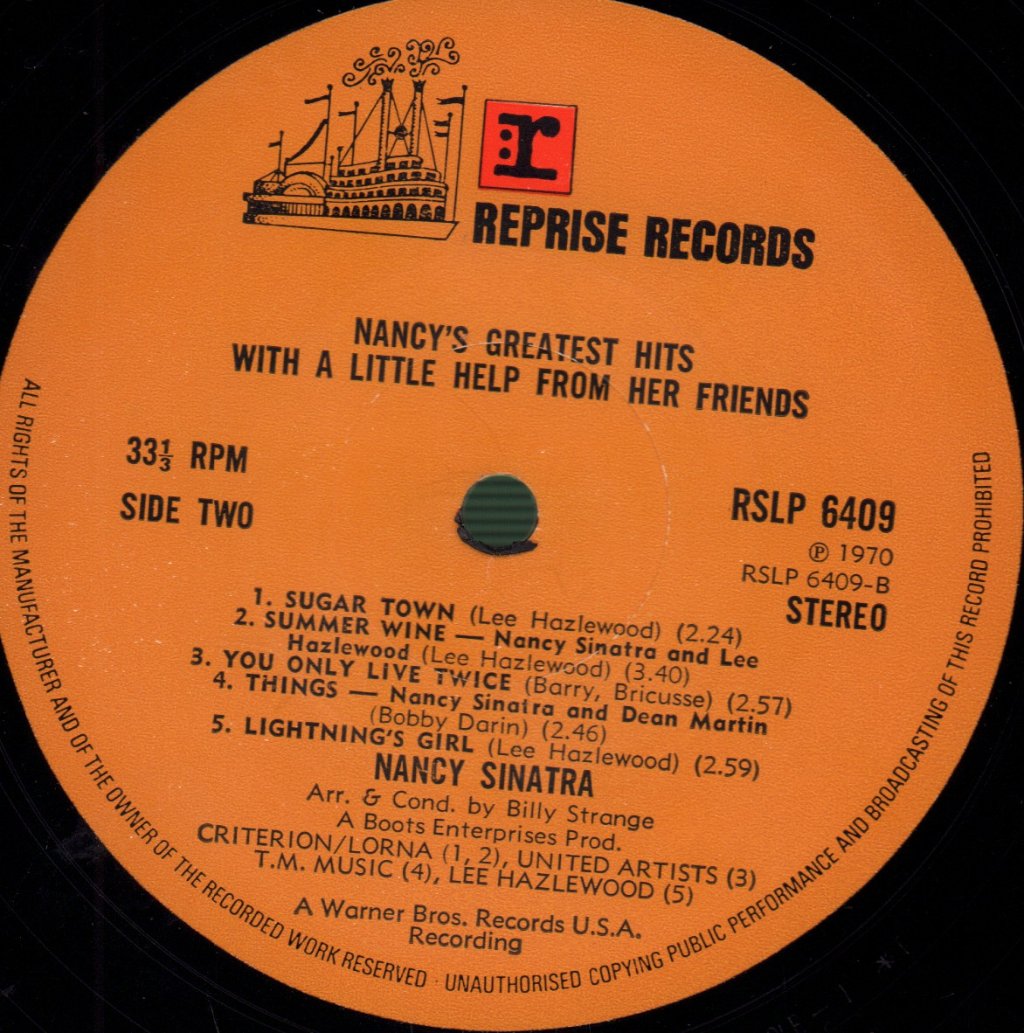 r
REPRISE RECORDS
NANCY'S GREATEST HITS
WITH A LITTLE HELP FROM HER FRIENDS
33⅓ RPM
SIDE TWO
RSLP 6409
℗ 1970
RSLP 6409-B
STEREO
1. SUGAR TOWN (Lee Hazlewood) (2.24)
2. SUMMER WINE — Nancy Sinatra and Lee
Hazlewood (Lee Hazlewood) (3.40)
3. YOU ONLY LIVE TWICE (Barry, Bricusse) (2.57)
4. THINGS — Nancy Sinatra and Dean Martin
(Bobby Darin) (2.46)
5. LIGHTNING'S GIRL (Lee Hazlewood) (2.59)
NANCY SINATRA
Arr. & Cond. by Billy Strange
A Boots Enterprises Prod.
CRITERION/LORNA (1, 2), UNITED ARTISTS (3)
T.M. MUSIC (4), LEE HAZLEWOOD (5)
A Warner Bros. Records U.S.A.
Recording
ALL RIGHTS OF THE MANUFACTURER AND OF THE OWNER OF THE RECORDED WORK RESERVED · UNAUTHORISED COPYING PUBLIC PERFORMANCE AND BROADCASTING OF THIS RECORD PROHIBITED